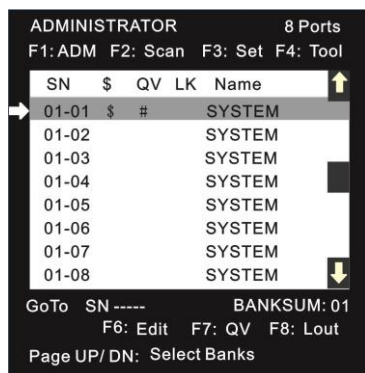 ADMINISTRATOR 8 Ports
F1: ADM F2: Scan F3: Set F4: Tool
SN $ QV LK Name
01-01 $ # SYSTEM
01-02 SYSTEM
01-03 SYSTEM
01-04 SYSTEM
01-05 SYSTEM
01-06 SYSTEM
01-07 SYSTEM
01-08 SYSTEM
GoTo SN ----- BANKSUM: 01
F6: Edit F7: QV F8: Lout
Page UP/ DN: Select Banks